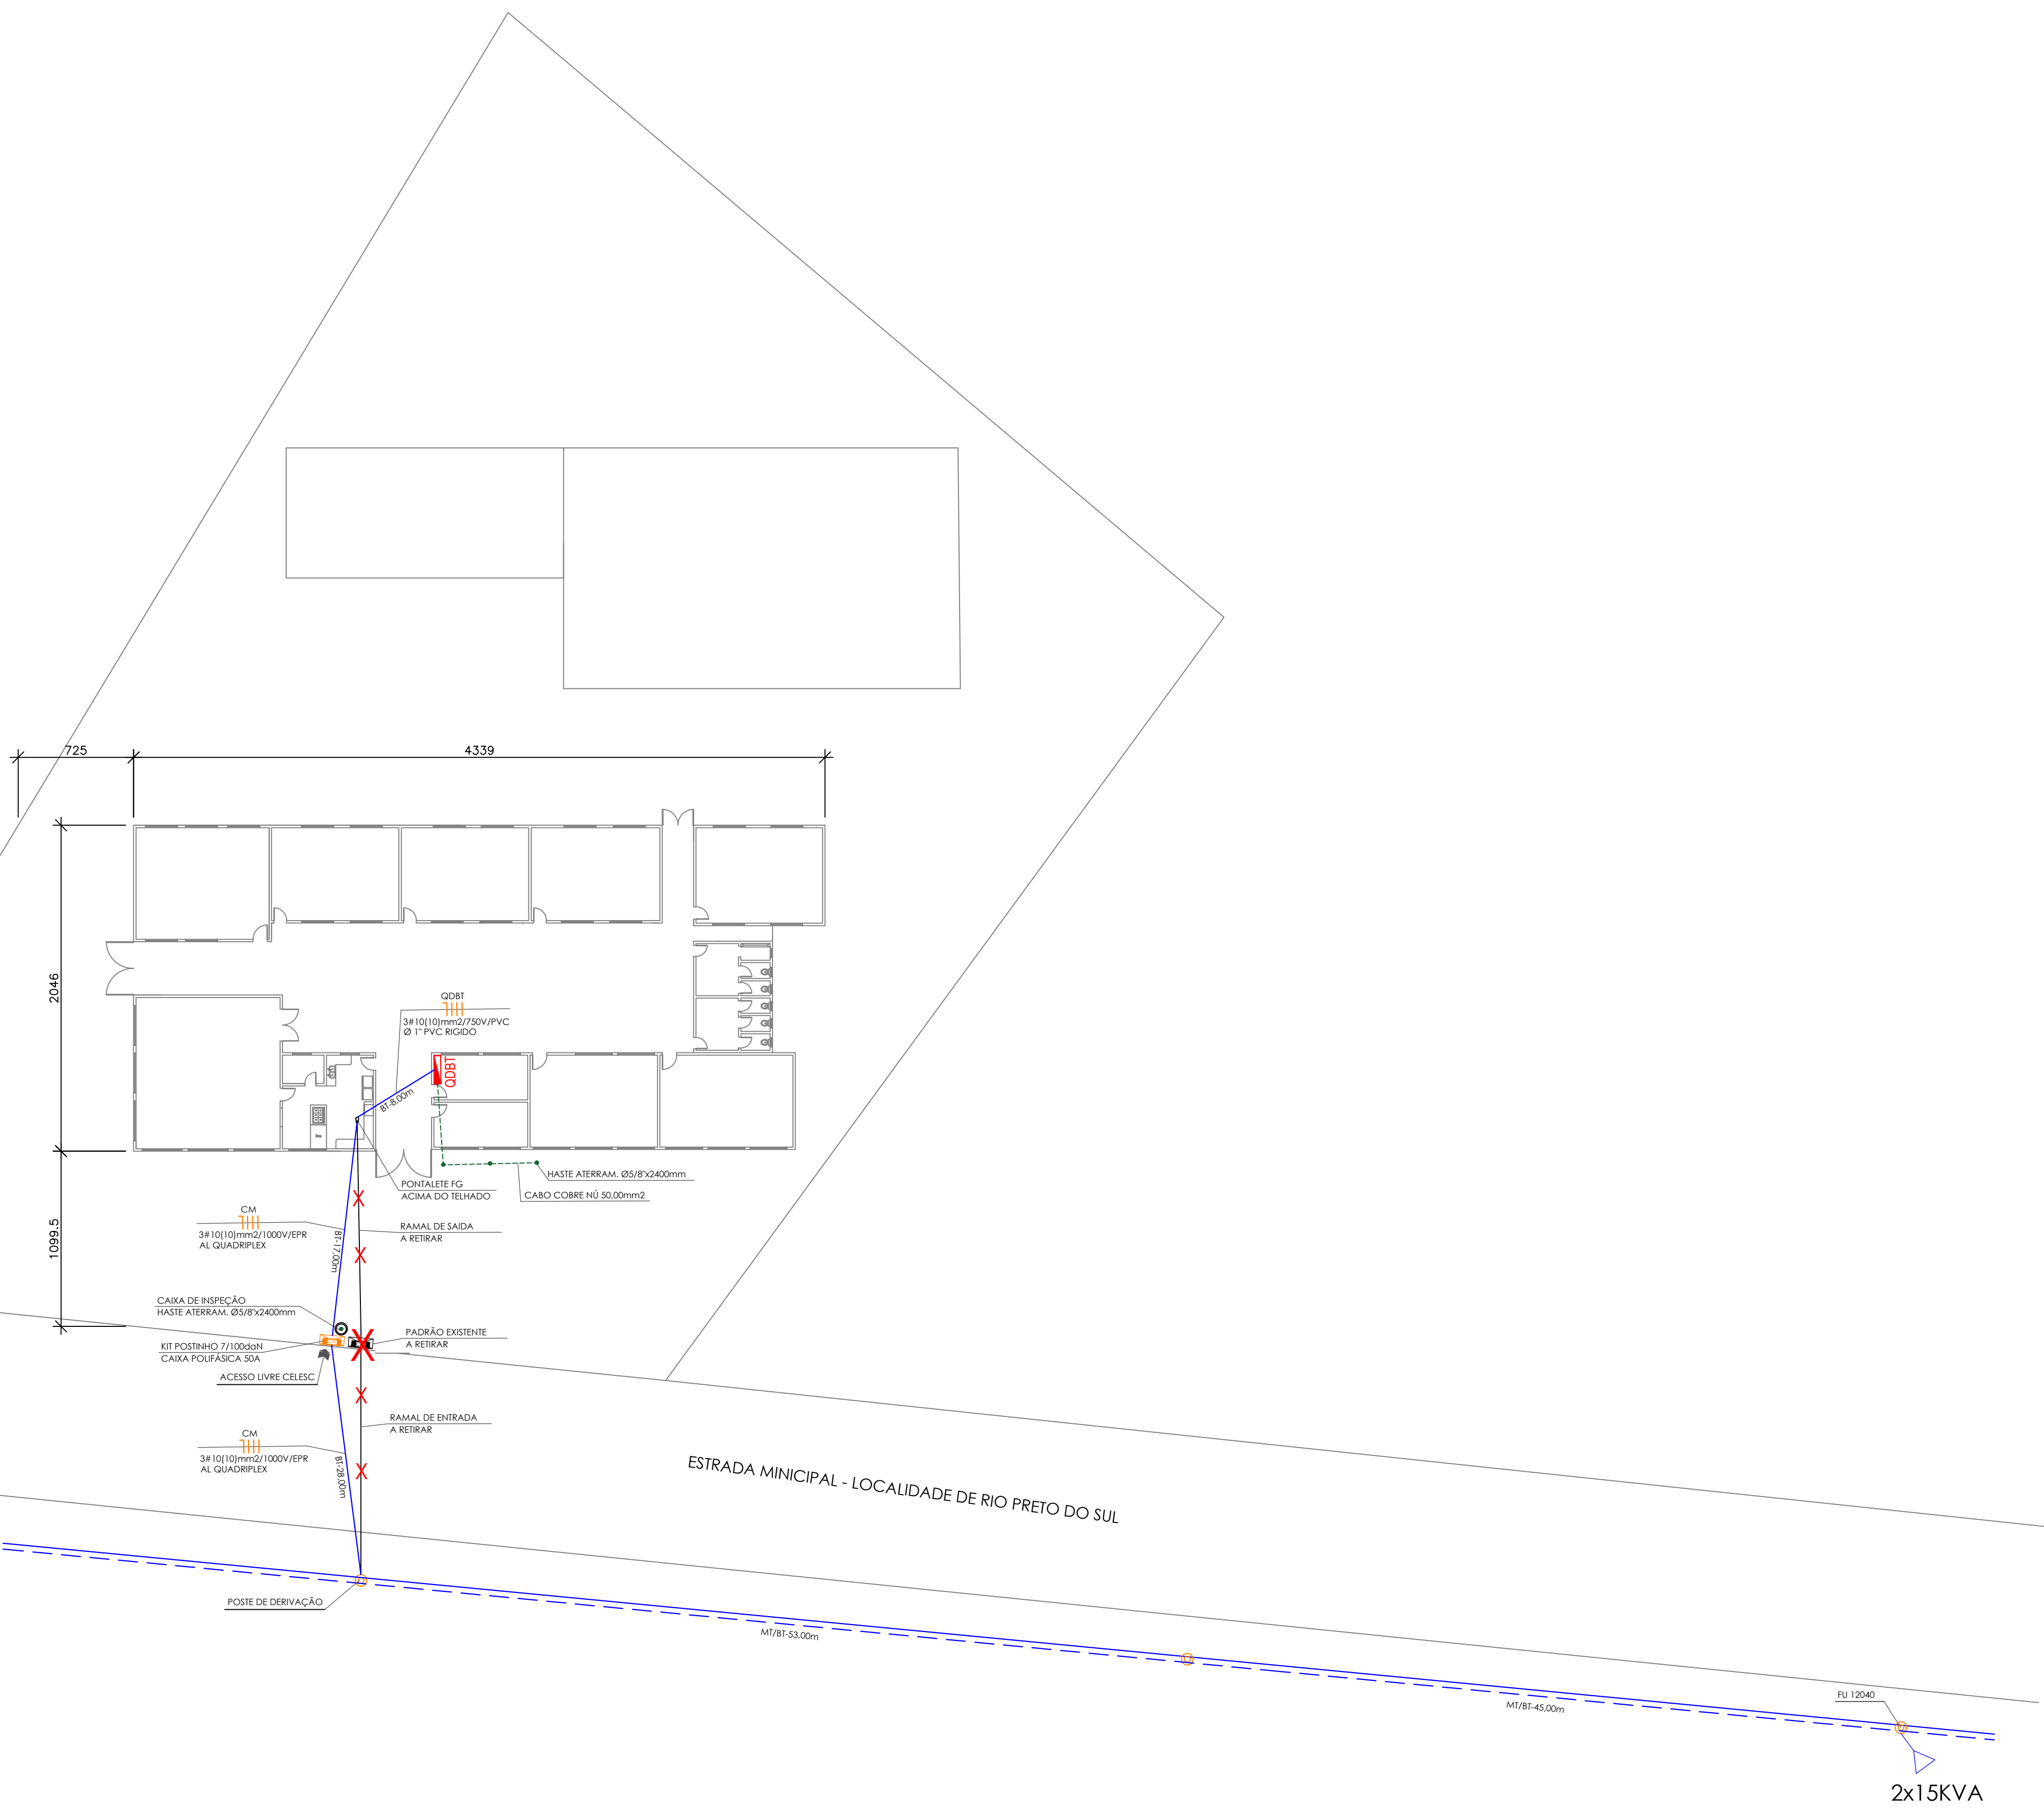 725
4339
2046
QDBT
3#10(10)mm2/750V/PVC
Ø 1" PVC RIGIDO
QDBT
BT-8,00m
HASTE ATERRAM. Ø5/8"x2400mm
CABO COBRE NÚ 50,00mm2
PONTALETE FG
ACIMA DO TELHADO
CM
3#10(10)mm2/1000V/EPR
AL QUADRIPLEX
RAMAL DE SAIDA
A RETIRAR
1099.5
BT-17,00m
CAIXA DE INSPEÇÃO
HASTE ATERRAM. Ø5/8"x2400mm
PADRÃO EXISTENTE
A RETIRAR
KIT POSTINHO 7/100daN
CAIXA POLIFÁSICA 50A
ACESSO LIVRE CELESC
RAMAL DE ENTRADA
A RETIRAR
CM
3#10(10)mm2/1000V/EPR
AL QUADRIPLEX
BT-28,00m
ESTRADA MINICIPAL - LOCALIDADE DE RIO PRETO DO SUL
POSTE DE DERIVAÇÃO
MT/BT-53,00m
FU 12040
MT/BT-45,00m
2x15KVA